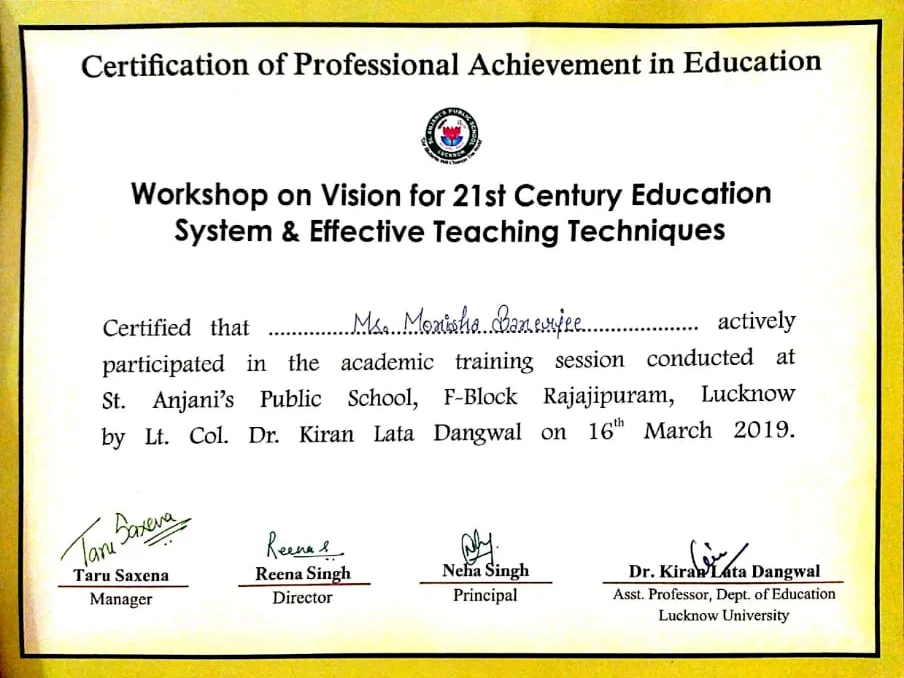 Certification of Professional Achievement in Education
ST. ANJANI'S PUBLIC SCHOOL
LUCKNOW
Workshop on Vision for 21st Century Education
System & Effective Teaching Techniques
Certified that ..............Ms. Monisha Banerjee...................... actively
participated in the academic training session conducted at
St. Anjani's Public School, F-Block Rajajipuram, Lucknow
by Lt. Col. Dr. Kiran Lata Dangwal on 16th March 2019.
Taru Saxena
Reena S
Taru Saxena Reena Singh Neha Singh Dr. Kiran Lata Dangwal
Manager Director Principal Asst. Professor, Dept. of Education
Lucknow University